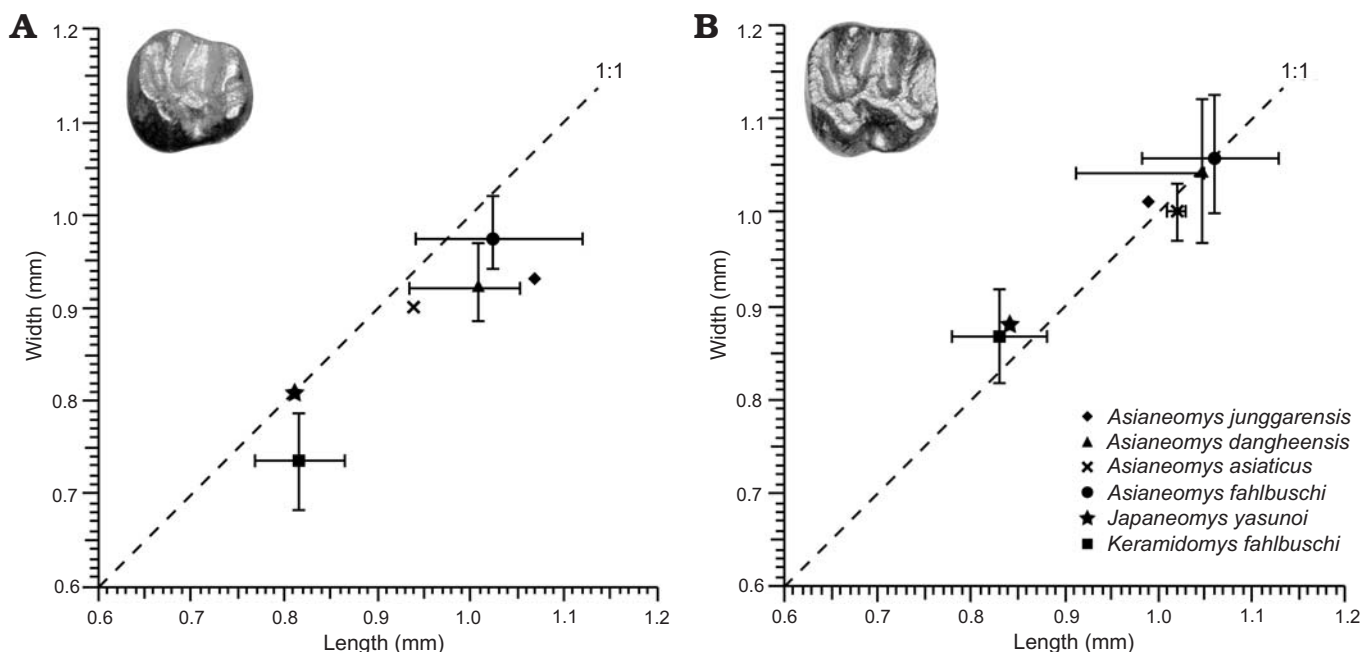 A
1.2
1.1
1.0
0.9
0.8
0.7
0.6
Width (mm)
0.6
0.7
0.8
0.9
1.0
1.1
1.2
Length (mm)
1:1
B
1.2
1.1
1.0
0.9
0.8
0.7
0.6
Width (mm)
0.6
0.7
0.8
0.9
1.0
1.1
1.2
Length (mm)
1:1
Asianeomys junggarensis
Asianeomys dangheensis
Asianeomys asiaticus
Asianeomys fahlbuschi
Japaneomys yasunoi
Keramidomys fahlbuschi